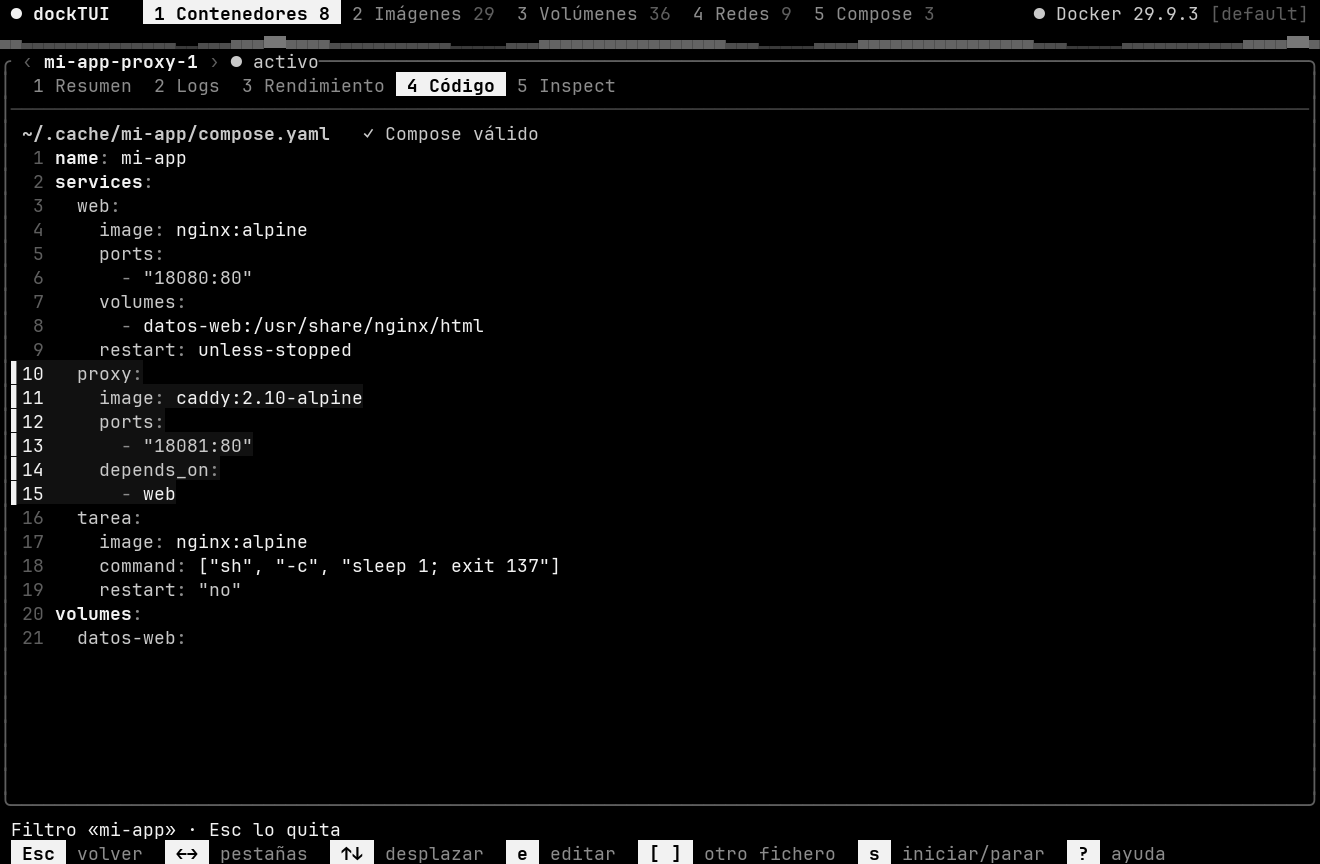 ● dockTUI 1 Contenedores 8 2 Imágenes 29 3 Volúmenes 36 4 Redes 9 5 Compose 3 ● Docker 29.9.3 [default]
‹ mi-app-proxy-1 › ● activo
1 Resumen 2 Logs 3 Rendimiento 4 Código 5 Inspect
~/.cache/mi-app/compose.yaml ✓ Compose válido
1 name: mi-app
2 services:
3   web:
4     image: nginx:alpine
5     ports:
6       - "18080:80"
7     volumes:
8       - datos-web:/usr/share/nginx/html
9     restart: unless-stopped
10   proxy:
11     image: caddy:2.10-alpine
12     ports:
13       - "18081:80"
14     depends_on:
15       - web
16   tarea:
17     image: nginx:alpine
18     command: ["sh", "-c", "sleep 1; exit 137"]
19     restart: "no"
20 volumes:
21   datos-web:
Filtro «mi-app» · Esc lo quita
Esc volver ↔ pestañas ↑↓ desplazar e editar [ ] otro fichero s iniciar/parar ? ayuda